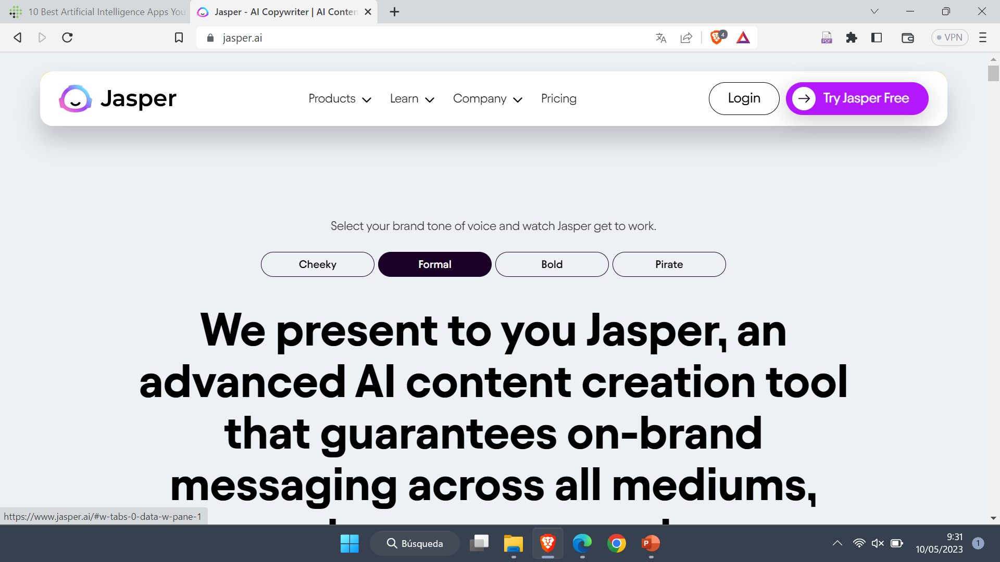 10 Best Artificial Intelligence Apps You
Jasper - AI Copywriter | AI Conten
jasper.ai
4
PDF
VPN
Jasper
Products
Learn
Company
Pricing
Login
Try Jasper Free
Select your brand tone of voice and watch Jasper get to work.
Cheeky
Formal
Bold
Pirate
We present to you Jasper, an
advanced AI content creation tool
that guarantees on-brand
messaging across all mediums,
https://www.jasper.ai/#w-tabs-0-data-w-pane-1
Búsqueda
P
9:31
10/05/2023
1